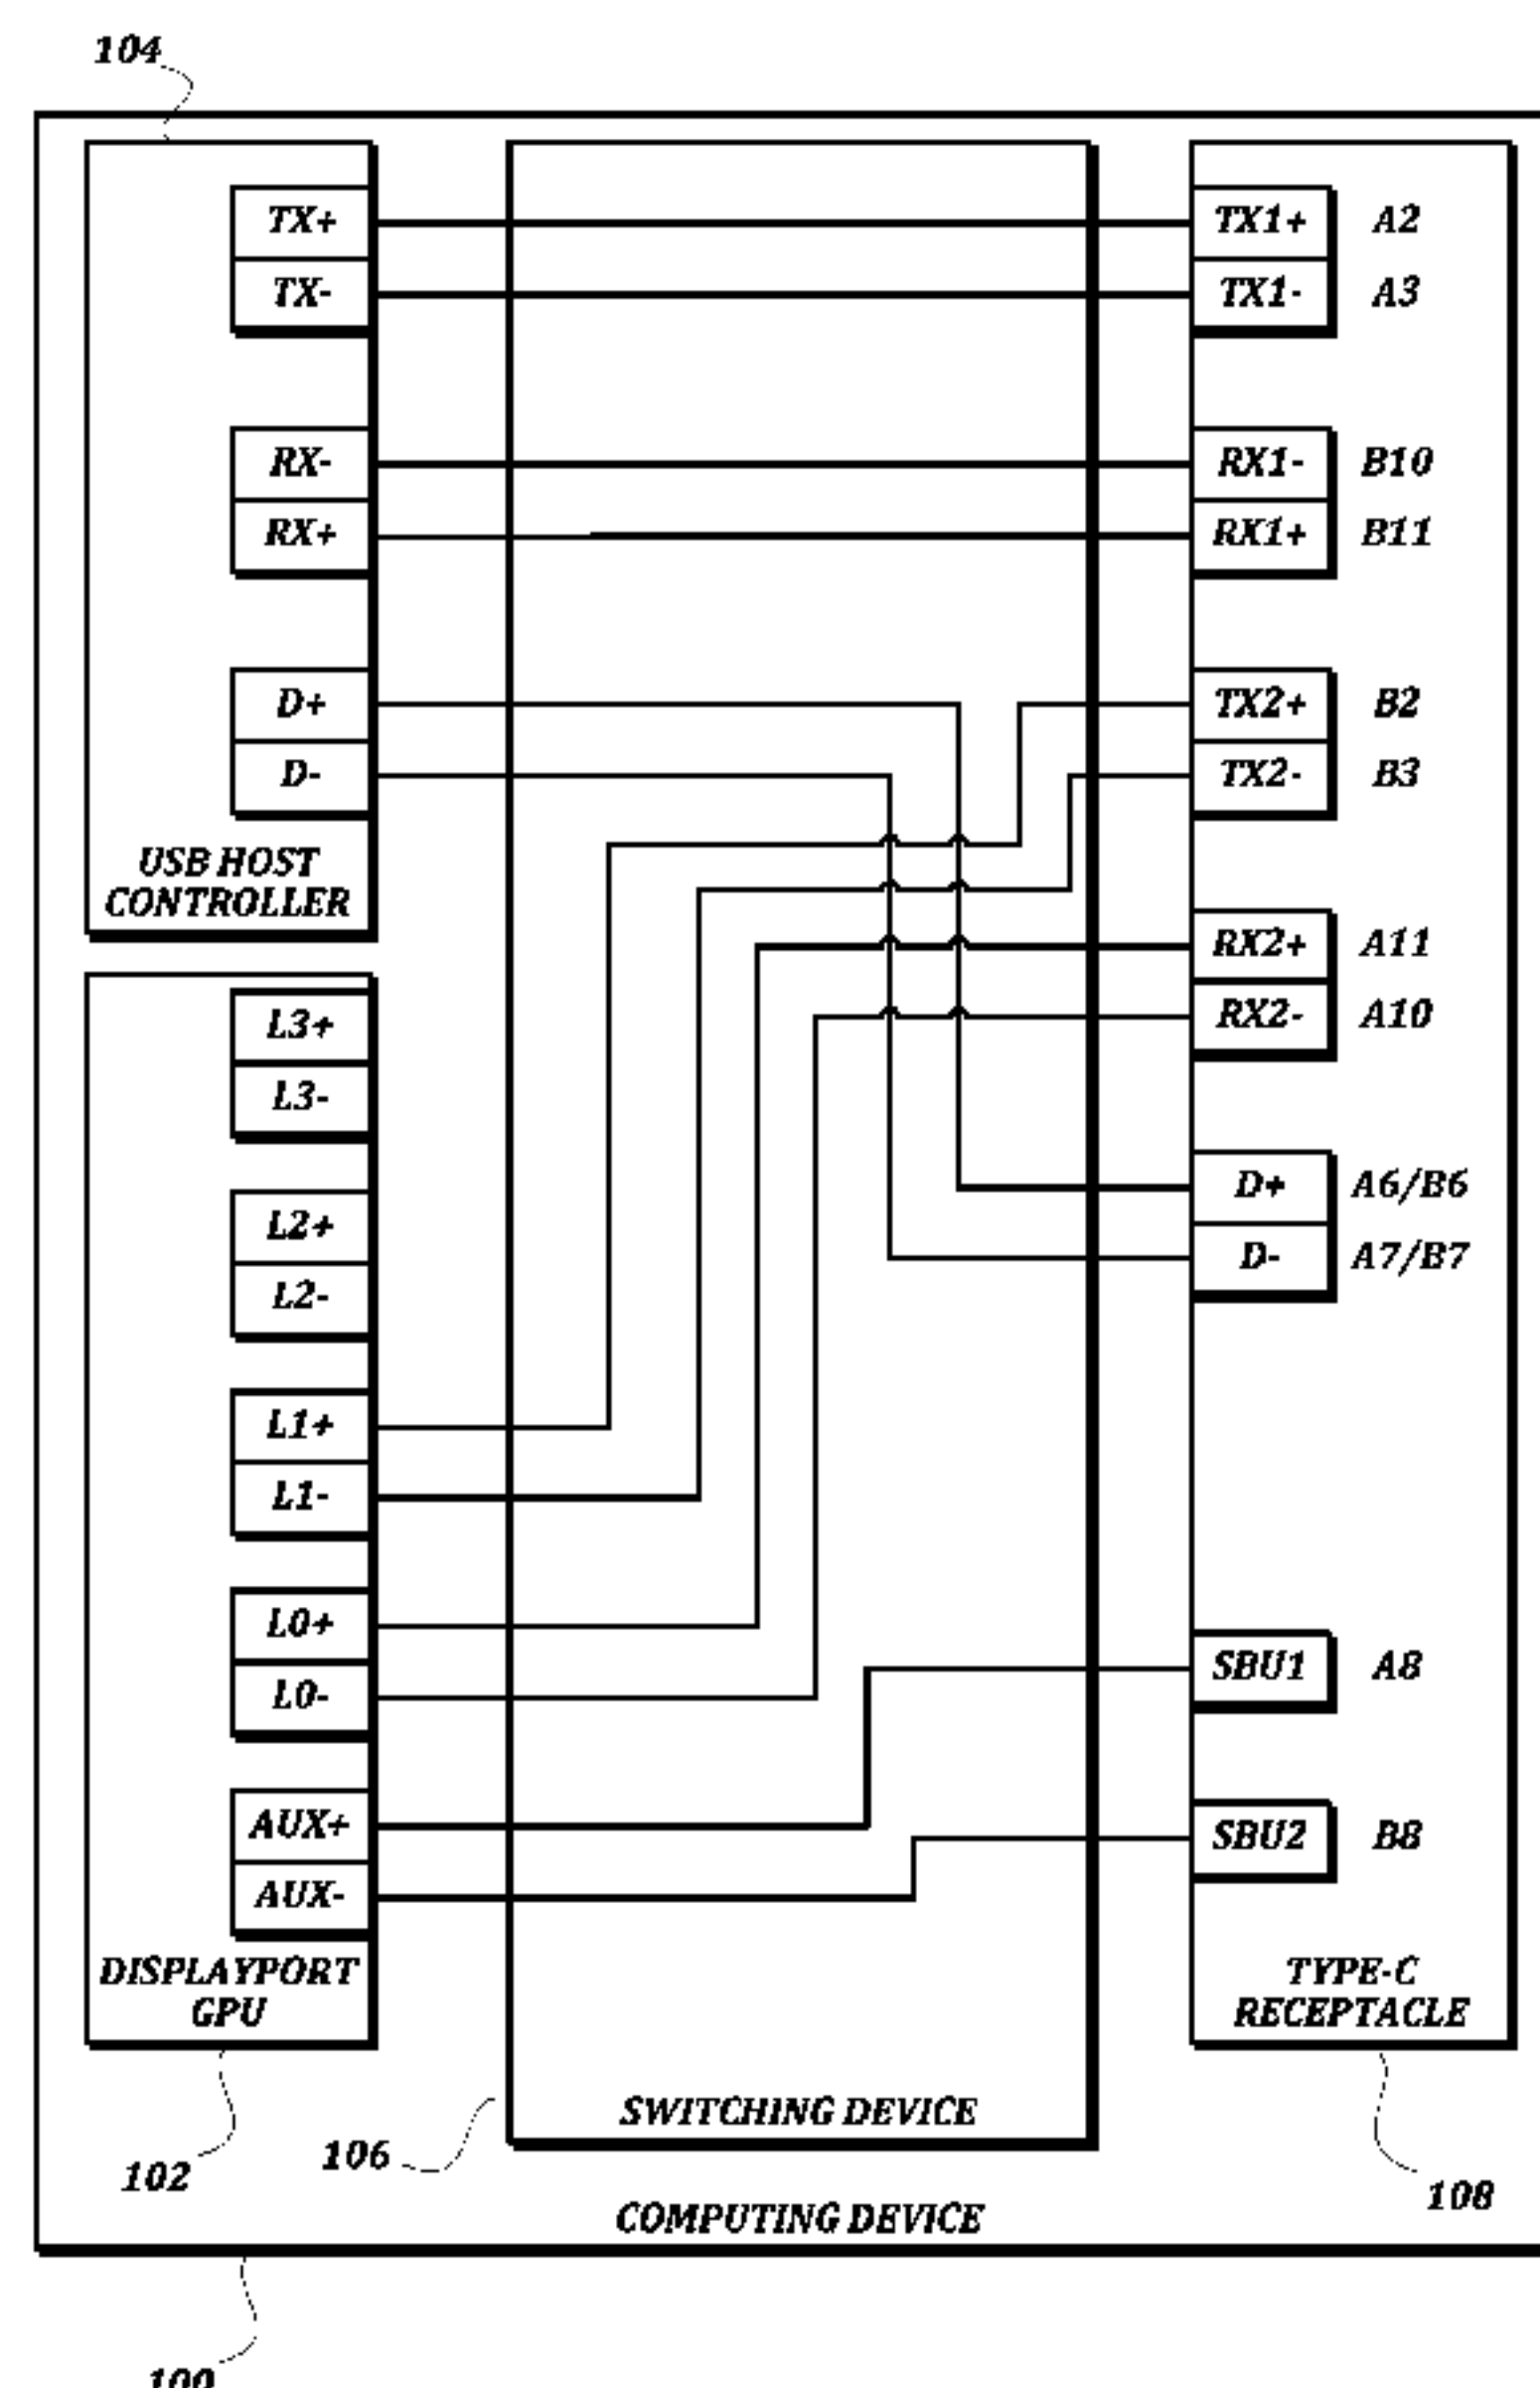 104
TX+ TX1+ A2
TX- TX1- A3
RX- RX1- B10
RX+ RX1+ B11
D+ TX2+ B2
D- TX2- B3
USB HOST
CONTROLLER
RX2+ A11
L3+ RX2- A10
L3-
L2+ D+ A6/B6
L2- D- A7/B7
L1+
L1-
L0+
L0- SBU1 A8
AUX+ SBU2 B8
AUX-
DISPLAYPORT
GPU
TYPE-C
RECEPTACLE
SWITCHING DEVICE
106
102
108
COMPUTING DEVICE
100